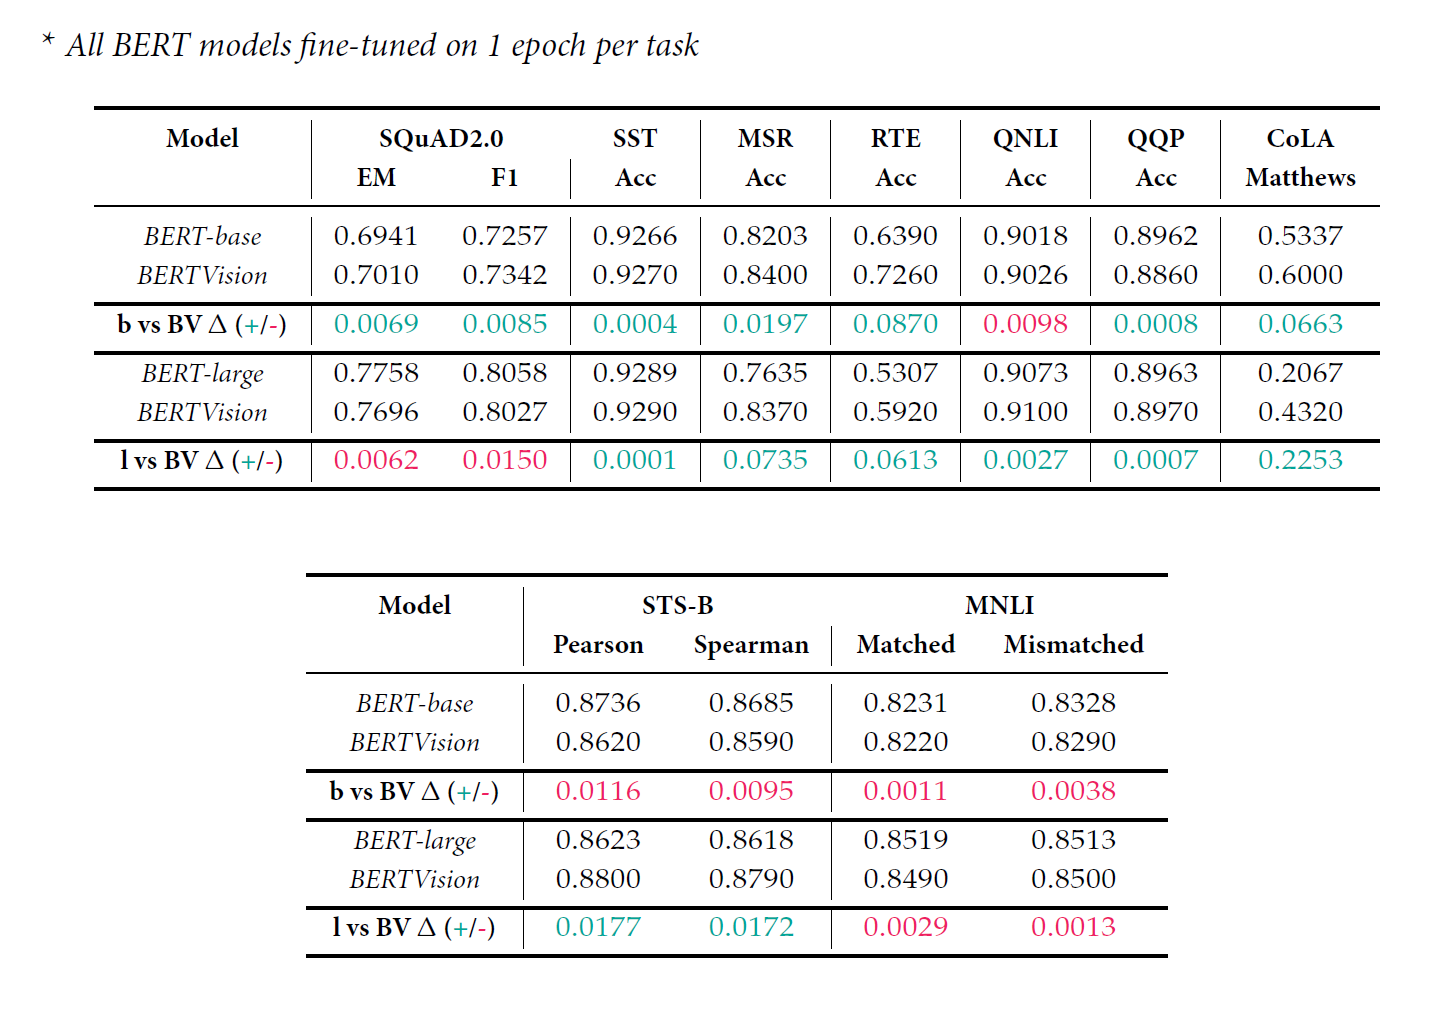 * All BERT models fine-tuned on 1 epoch per task
Model SQuAD2.0 SST MSR RTE QNLI QQP CoLA
EM F1 Acc Acc Acc Acc Acc Matthews
BERT-base 0.6941 0.7257 0.9266 0.8203 0.6390 0.9018 0.8962 0.5337
BERTVision 0.7010 0.7342 0.9270 0.8400 0.7260 0.9026 0.8860 0.6000
b vs BV Δ (+/-) 0.0069 0.0085 0.0004 0.0197 0.0870 0.0098 0.0008 0.0663
BERT-large 0.7758 0.8058 0.9289 0.7635 0.5307 0.9073 0.8963 0.2067
BERTVision 0.7696 0.8027 0.9290 0.8370 0.5920 0.9100 0.8970 0.4320
l vs BV Δ (+/-) 0.0062 0.0150 0.0001 0.0735 0.0613 0.0027 0.0007 0.2253
Model STS-B MNLI
Pearson Spearman Matched Mismatched
BERT-base 0.8736 0.8685 0.8231 0.8328
BERTVision 0.8620 0.8590 0.8220 0.8290
b vs BV Δ (+/-) 0.0116 0.0095 0.0011 0.0038
BERT-large 0.8623 0.8618 0.8519 0.8513
BERTVision 0.8800 0.8790 0.8490 0.8500
l vs BV Δ (+/-) 0.0177 0.0172 0.0029 0.0013